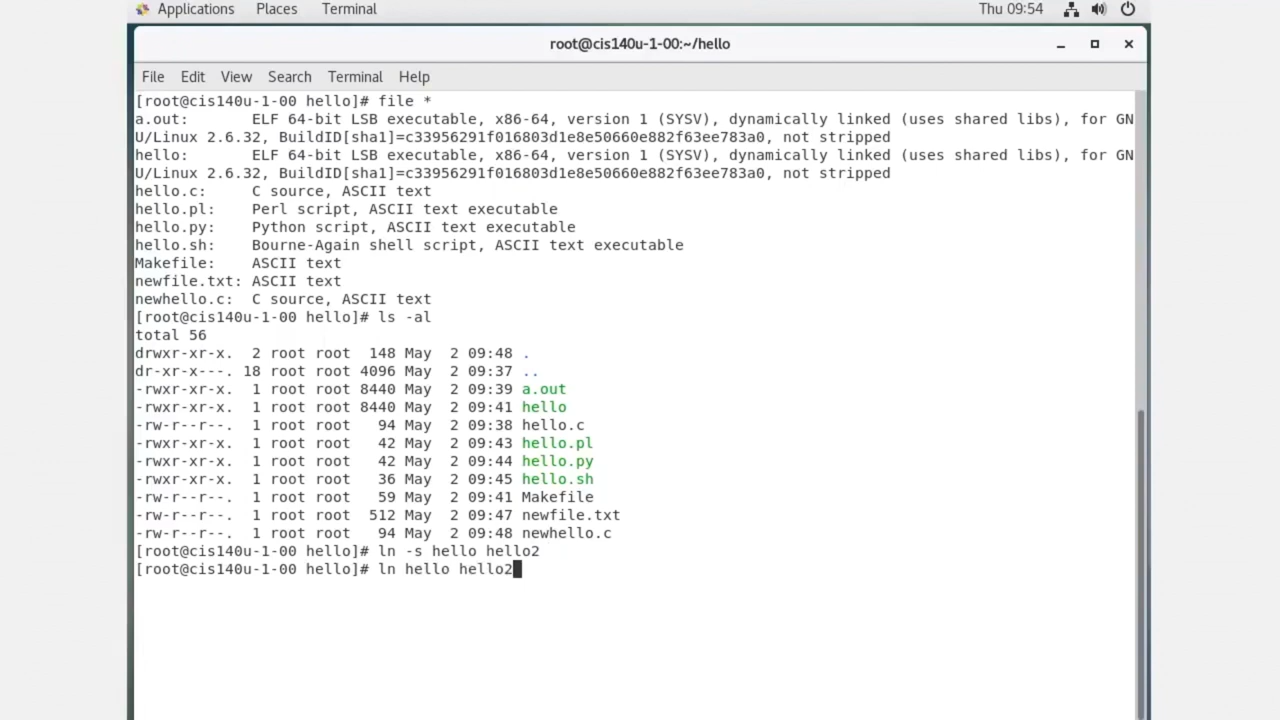 Applications Places Terminal Thu 09:54
root@cis140u-1-00:~/hello
File Edit View Search Terminal Help
[root@cis140u-1-00 hello]# file *
a.out:       ELF 64-bit LSB executable, x86-64, version 1 (SYSV), dynamically linked (uses shared libs), for GN
U/Linux 2.6.32, BuildID[sha1]=c33956291f016803d1e8e50660e882f63ee783a0, not stripped
hello:       ELF 64-bit LSB executable, x86-64, version 1 (SYSV), dynamically linked (uses shared libs), for GN
U/Linux 2.6.32, BuildID[sha1]=c33956291f016803d1e8e50660e882f63ee783a0, not stripped
hello.c:     C source, ASCII text
hello.pl:    Perl script, ASCII text executable
hello.py:    Python script, ASCII text executable
hello.sh:    Bourne-Again shell script, ASCII text executable
Makefile:    ASCII text
newfile.txt: ASCII text
newhello.c:  C source, ASCII text
[root@cis140u-1-00 hello]# ls -al
total 56
drwxr-xr-x.  2 root root  148 May  2 09:48 .
dr-xr-x---. 18 root root 4096 May  2 09:37 ..
-rwxr-xr-x.  1 root root 8440 May  2 09:39 a.out
-rwxr-xr-x.  1 root root 8440 May  2 09:41 hello
-rw-r--r--.  1 root root   94 May  2 09:38 hello.c
-rwxr-xr-x.  1 root root   42 May  2 09:43 hello.pl
-rwxr-xr-x.  1 root root   42 May  2 09:44 hello.py
-rwxr-xr-x.  1 root root   36 May  2 09:45 hello.sh
-rw-r--r--.  1 root root   59 May  2 09:41 Makefile
-rw-r--r--.  1 root root  512 May  2 09:47 newfile.txt
-rw-r--r--.  1 root root   94 May  2 09:48 newhello.c
[root@cis140u-1-00 hello]# ln -s hello hello2
[root@cis140u-1-00 hello]# ln hello hello2